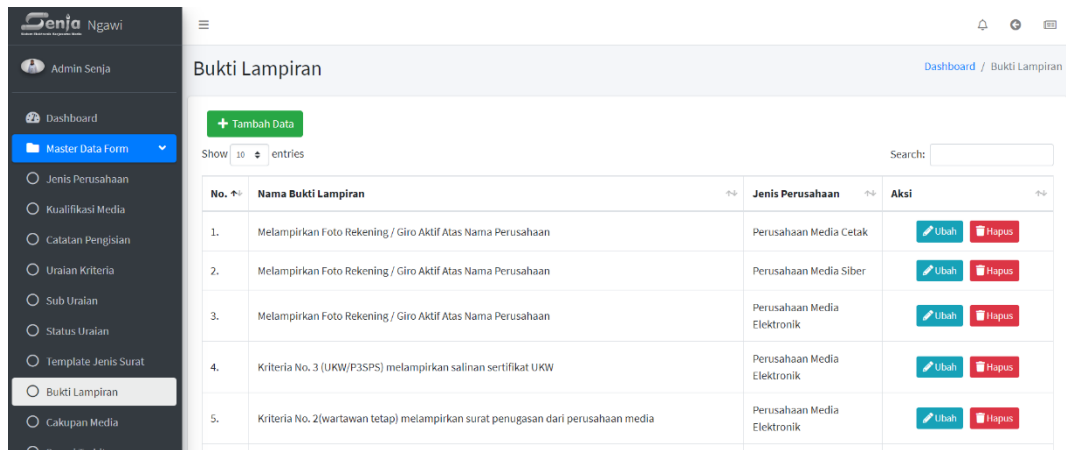 Senja Ngawi
Admin Senja
Dashboard
Master Data Form
Jenis Perusahaan
Kualifikasi Media
Catatan Pengisian
Uraian Kriteria
Sub Uraian
Status Uraian
Template Jenis Surat
Bukti Lampiran
Cakupan Media
Bukti Lampiran
Dashboard / Bukti Lampiran
Tambah Data
Show 10 entries
Search:
No. Nama Bukti Lampiran Jenis Perusahaan Aksi
1. Melampirkan Foto Rekening / Giro Aktif Atas Nama Perusahaan Perusahaan Media Cetak Ubah Hapus
2. Melampirkan Foto Rekening / Giro Aktif Atas Nama Perusahaan Perusahaan Media Siber Ubah Hapus
3. Melampirkan Foto Rekening / Giro Aktif Atas Nama Perusahaan Perusahaan Media Elektronik Ubah Hapus
4. Kriteria No. 3 (UKW/P3SPS) melampirkan salinan sertifikat UKW Perusahaan Media Elektronik Ubah Hapus
5. Kriteria No. 2(wartawan tetap) melampirkan surat penugasan dari perusahaan media Perusahaan Media Elektronik Ubah Hapus